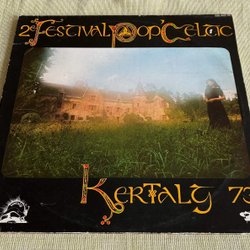 2e Festival Pop' Celtic
Kertalg 73